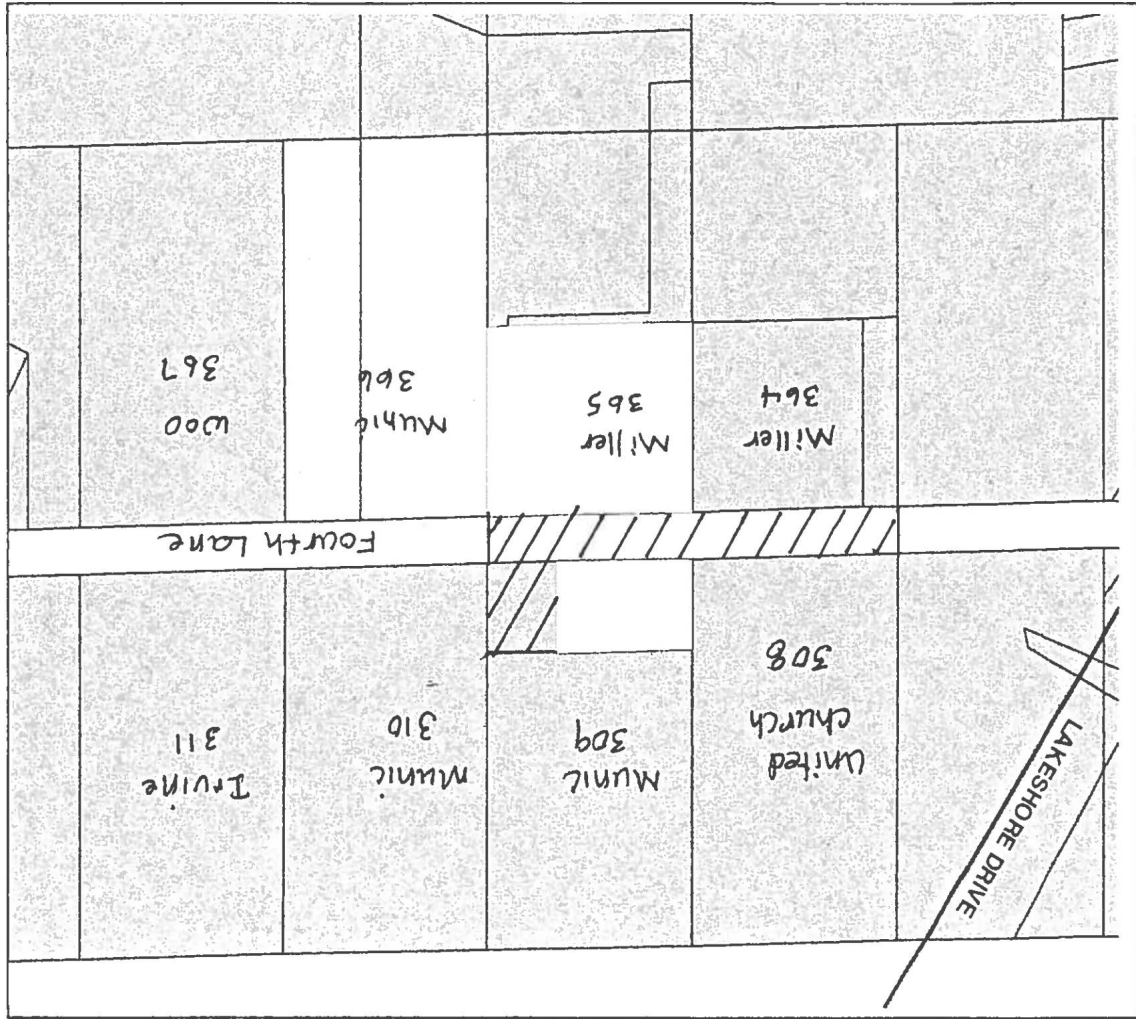 LAKESHORE DRIVE
United
Church
308
Munic
309
Munic
310
Irvine
311
Fourth Lane
Miller
364
Miller
365
Munic
366
Woo
367